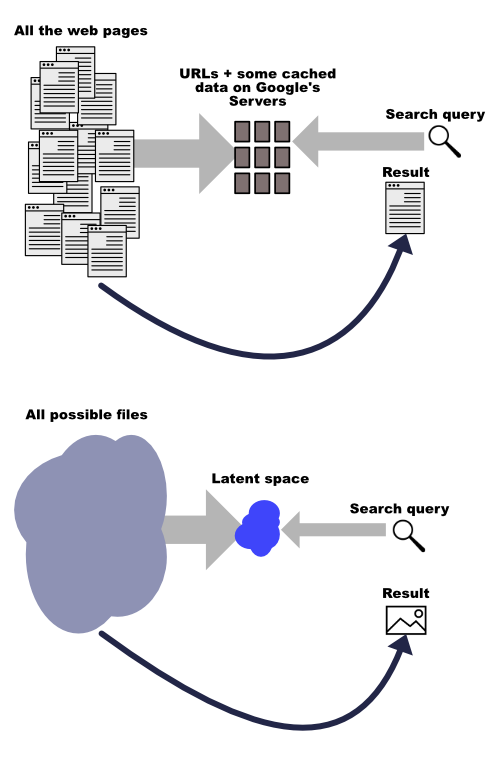 All the web pages
URLs + some cached
data on Google's
Servers
Search query
Result
All possible files
Latent space
Search query
Result